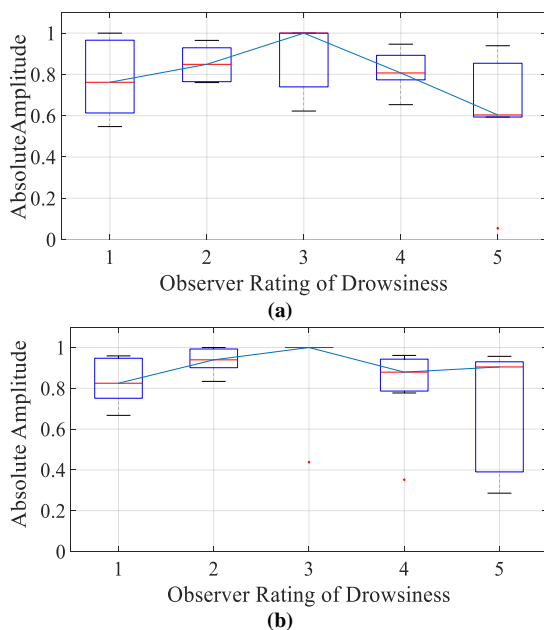 AbsoluteAmplitude
1
0.8
0.6
0.4
0.2
0
1 2 3 4 5
Observer Rating of Drowsiness
(a)
Absolute Amplitude
1
0.8
0.6
0.4
0.2
0
1 2 3 4 5
Observer Rating of Drowsiness
(b)